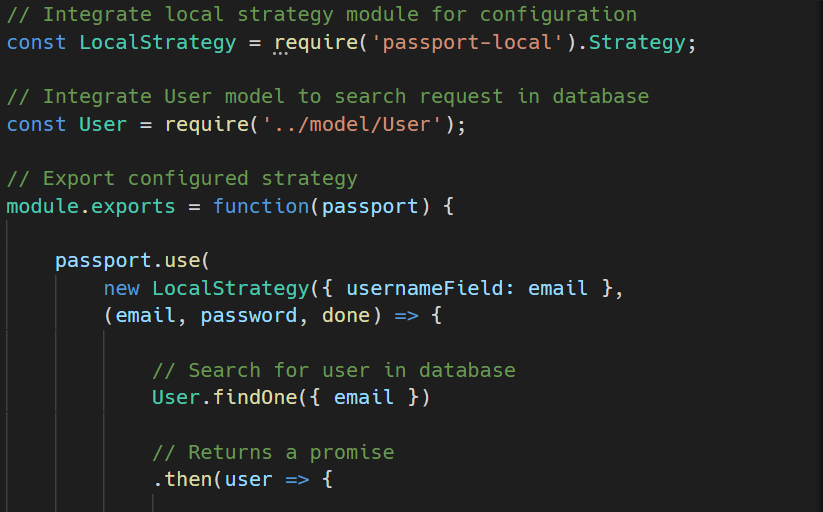 // Integrate local strategy module for configuration
const LocalStrategy = require('passport-local').Strategy;
// Integrate User model to search request in database
const User = require('../model/User');
// Export configured strategy
module.exports = function(passport) {
passport.use(
new LocalStrategy({ usernameField: email },
(email, password, done) => {
// Search for user in database
User.findOne({ email })
// Returns a promise
.then(user => {